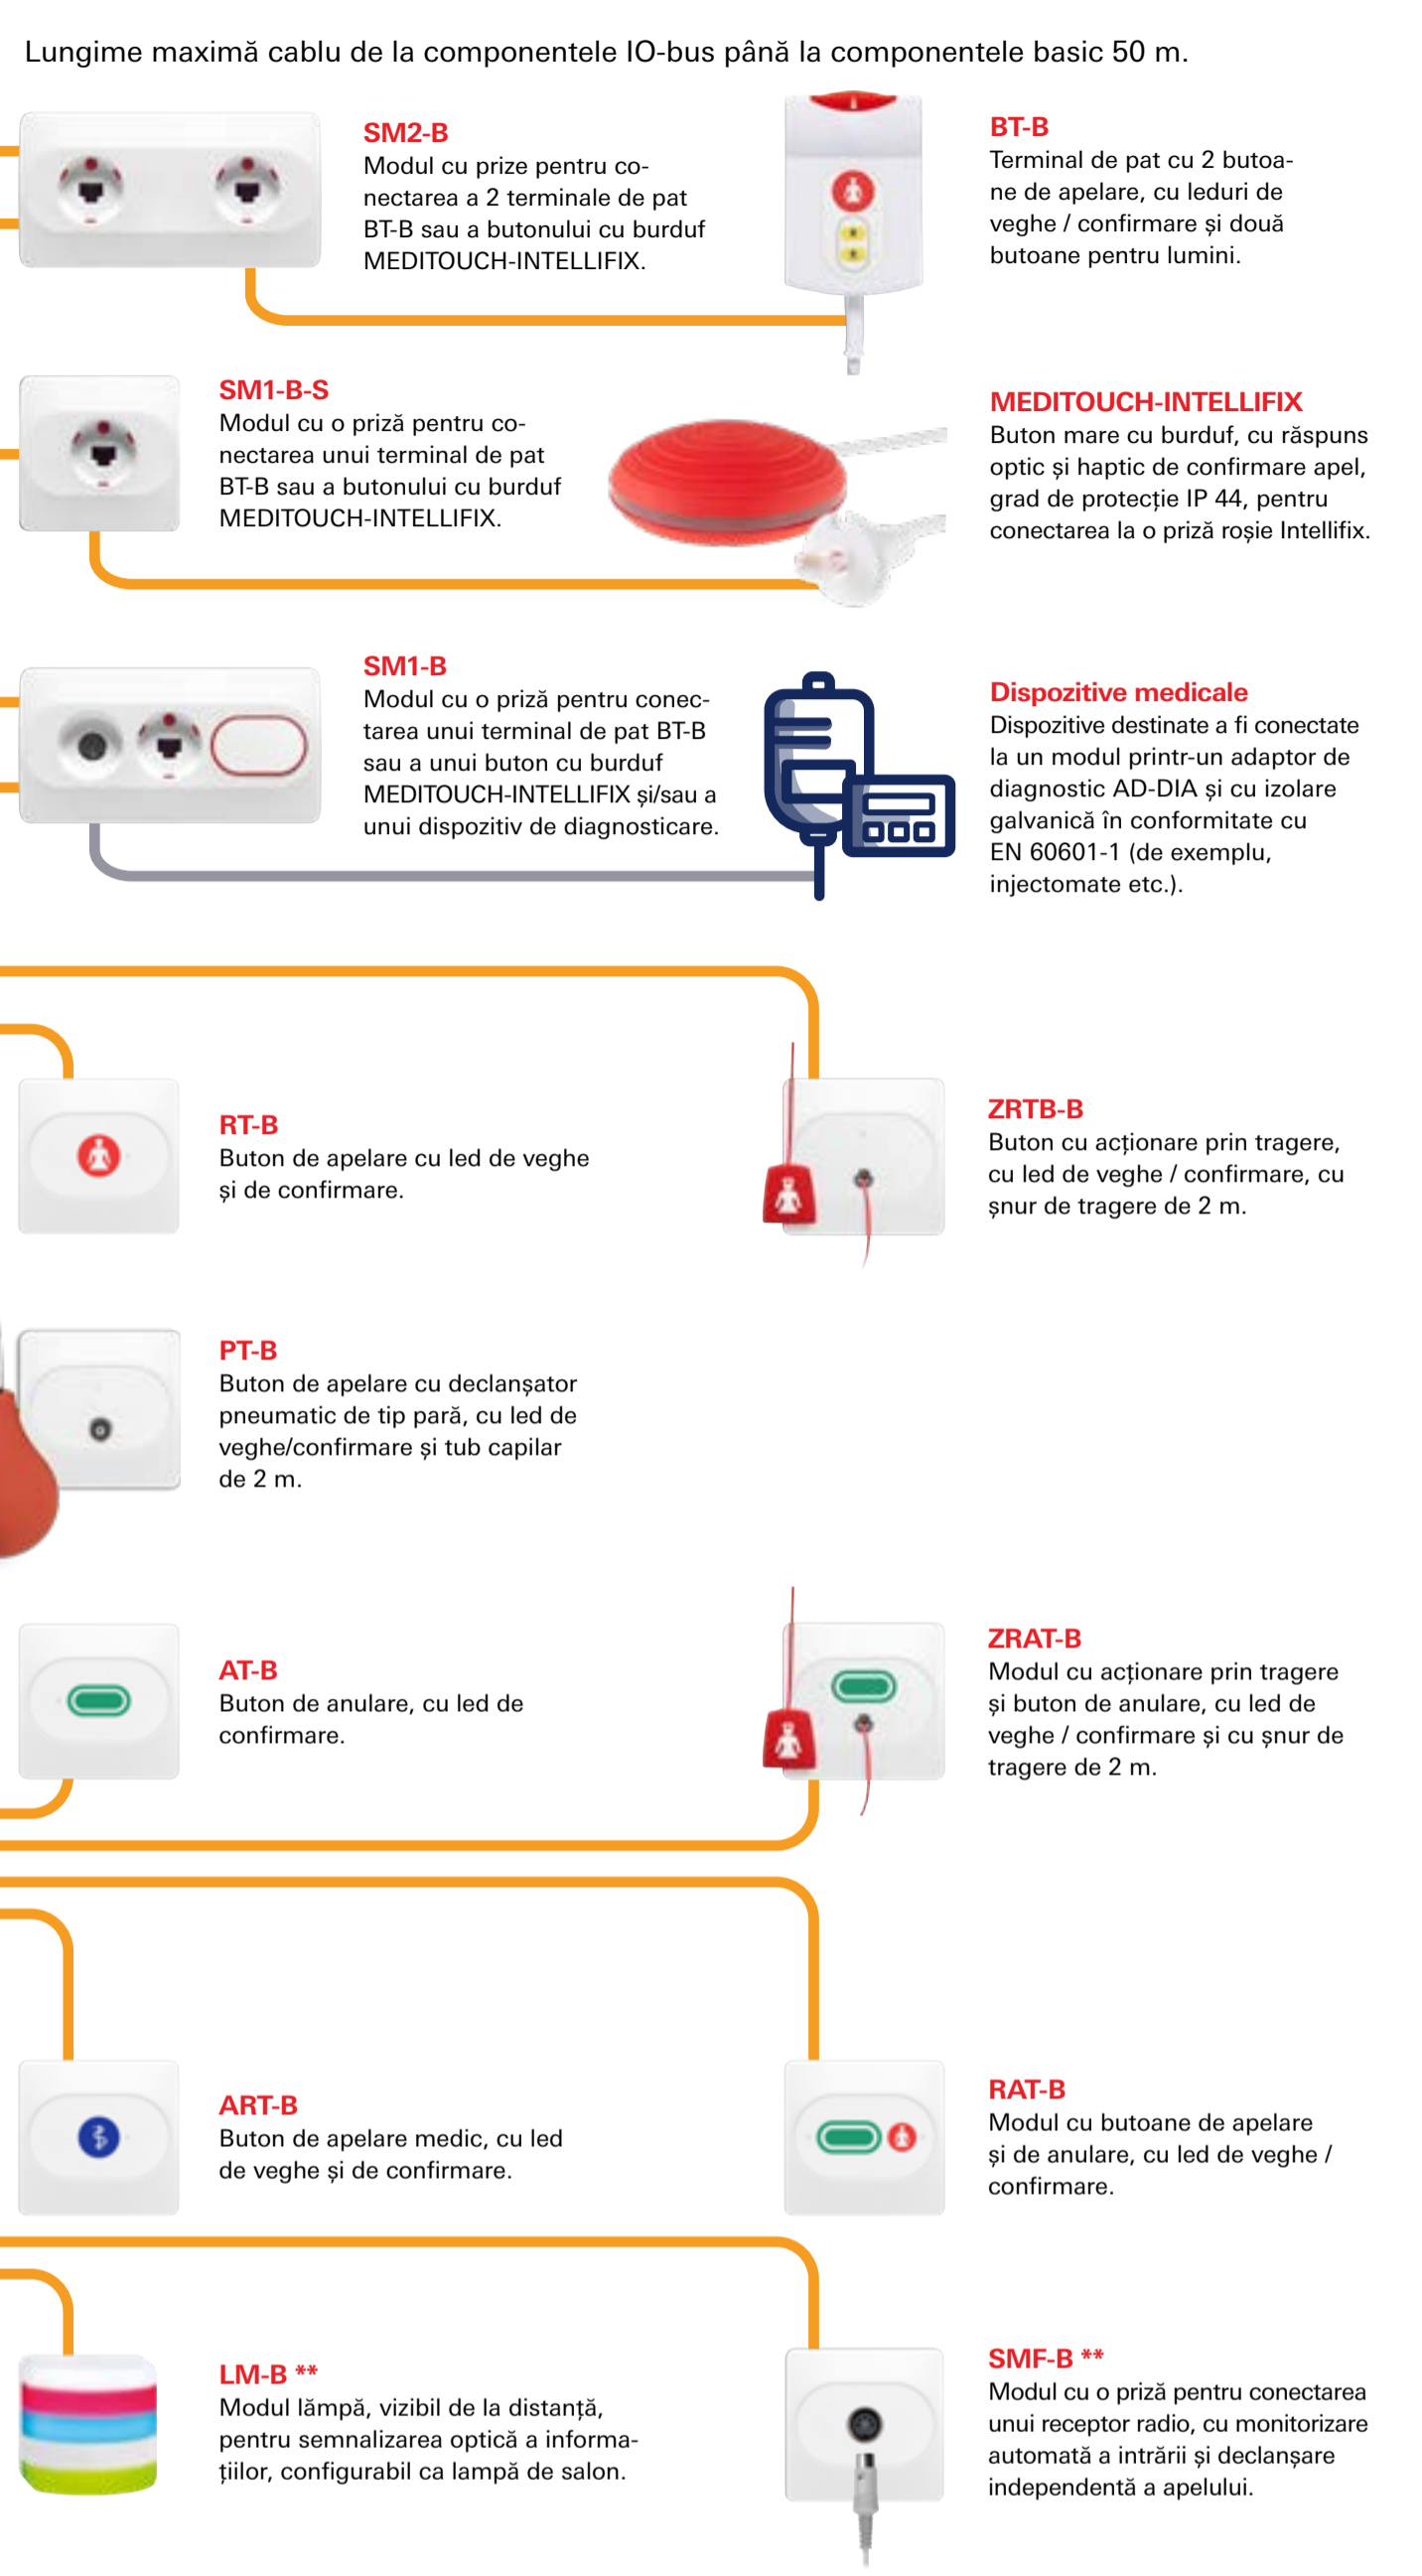 Lungime maximă cablu de la componentele IO-bus până la componentele basic 50 m.
SM2-B
Modul cu prize pentru co-
nectarea a 2 terminale de pat
BT-B sau a butonului cu burduf
MEDITOUCH-INTELLIFIX.
BT-B
Terminal de pat cu 2 butoa-
ne de apelare, cu leduri de
veghe / confirmare și două
butoane pentru lumini.
SM1-B-S
Modul cu o priză pentru co-
nectarea unui terminal de pat
BT-B sau a butonului cu burduf
MEDITOUCH-INTELLIFIX.
MEDITOUCH-INTELLIFIX
Buton mare cu burduf, cu răspuns
optic și haptic de confirmare apel,
grad de protecție IP 44, pentru
conectarea la o priză roșie Intellifix.
SM1-B
Modul cu o priză pentru conec-
tarea unui terminal de pat BT-B
sau a unui buton cu burduf
MEDITOUCH-INTELLIFIX și/sau a
unui dispozitiv de diagnosticare.
Dispozitive medicale
Dispozitive destinate a fi conectate
la un modul printr-un adaptor de
diagnostic AD-DIA și cu izolare
galvanică în conformitate cu
EN 60601-1 (de exemplu,
injectomate etc.).
RT-B
Buton de apelare cu led de veghe
și de confirmare.
ZRTB-B
Buton cu acționare prin tragere,
cu led de veghe / confirmare, cu
șnur de tragere de 2 m.
PT-B
Buton de apelare cu declanșator
pneumatic de tip pară, cu led de
veghe/confirmare și tub capilar
de 2 m.
AT-B
Buton de anulare, cu led de
confirmare.
ZRAT-B
Modul cu acționare prin tragere
și buton de anulare, cu led de
veghe / confirmare și cu șnur de
tragere de 2 m.
ART-B
Buton de apelare medic, cu led
de veghe și de confirmare.
RAT-B
Modul cu butoane de apelare
și de anulare, cu led de veghe /
confirmare.
LM-B **
Modul lămpă, vizibil de la distanță,
pentru semnalizarea optică a informa-
țiilor, configurabil ca lampă de salon.
SMF-B **
Modul cu o priză pentru conectarea
unui receptor radio, cu monitorizare
automată a intrării și declanșare
independentă a apelului.